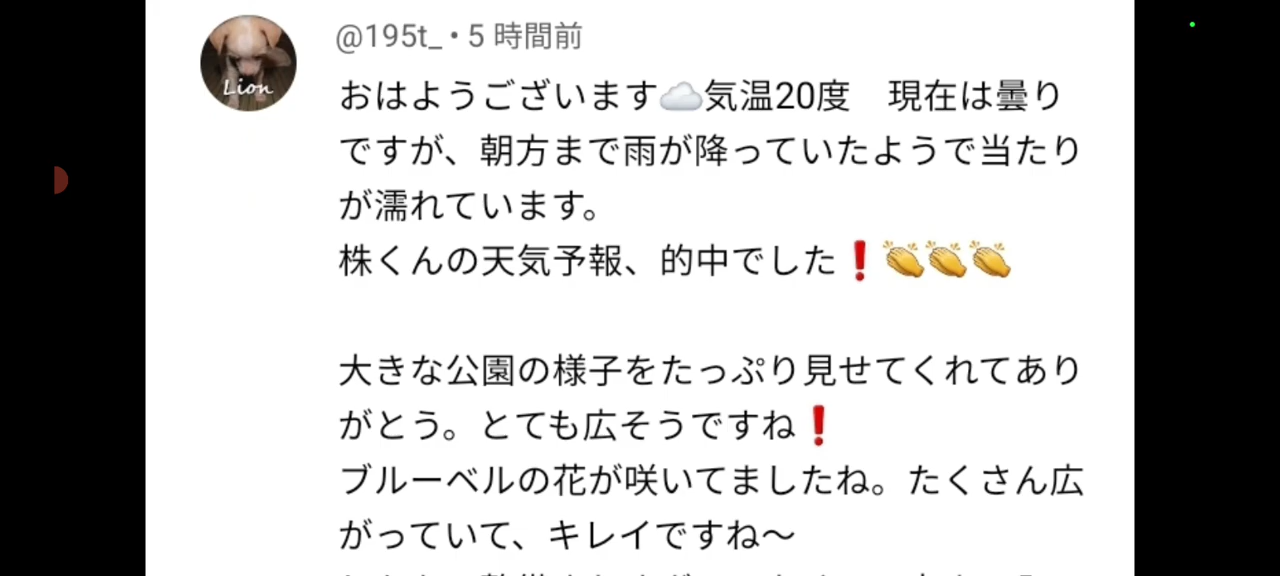 @195t_・5 時間前
Lion
おはようございます☁️気温20度　現在は曇り
ですが、朝方まで雨が降っていたようで当たり
が濡れています。
株くんの天気予報、的中でした❗👏👏👏
大きな公園の様子をたっぷり見せてくれてあり
がとう。とても広そうですね❗
ブルーベルの花が咲いてましたね。たくさん広
がっていて、キレイですね〜